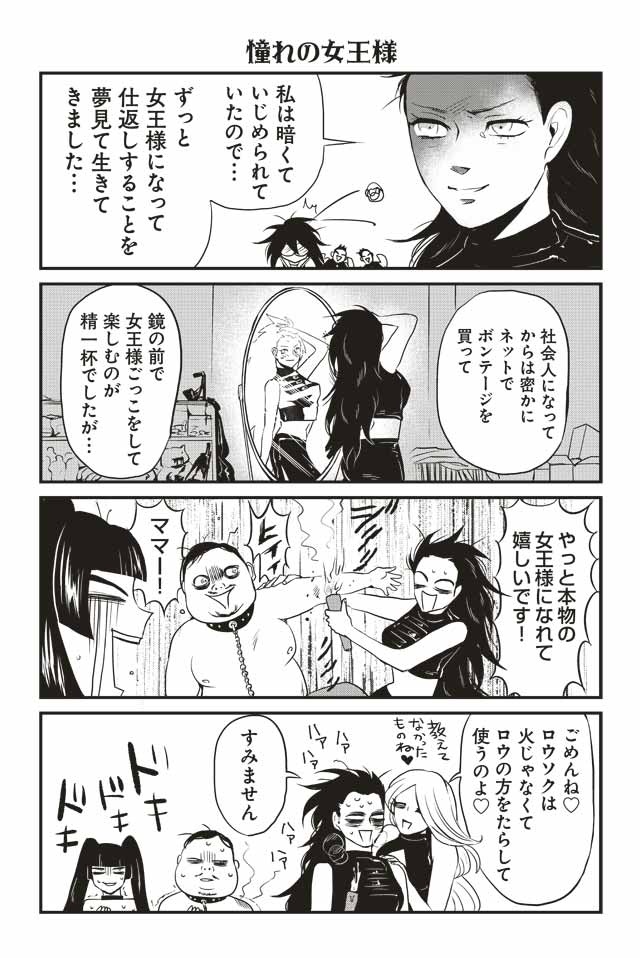 憧れの女王様
私は暗くて
いじめられて
いたので…
ずっと
女王様になって
仕返しすることを
夢見て生きて
きました…
社会人になって
からは密かに
ネットで
ボンテージを
買って
鏡の前で
女王様ごっこをして
楽しむのが
精一杯でしたが…
やっと本物の
女王様になれて
嬉しいです！
ママー！
ごめんね♡
ロウソクは
火じゃなくて
ロウの方をたらして
使うのよ♡
教えて
なかった
ものね♥
すみません
ハァ
ハァ
ハァ
ハァ
ドキ
ドキ